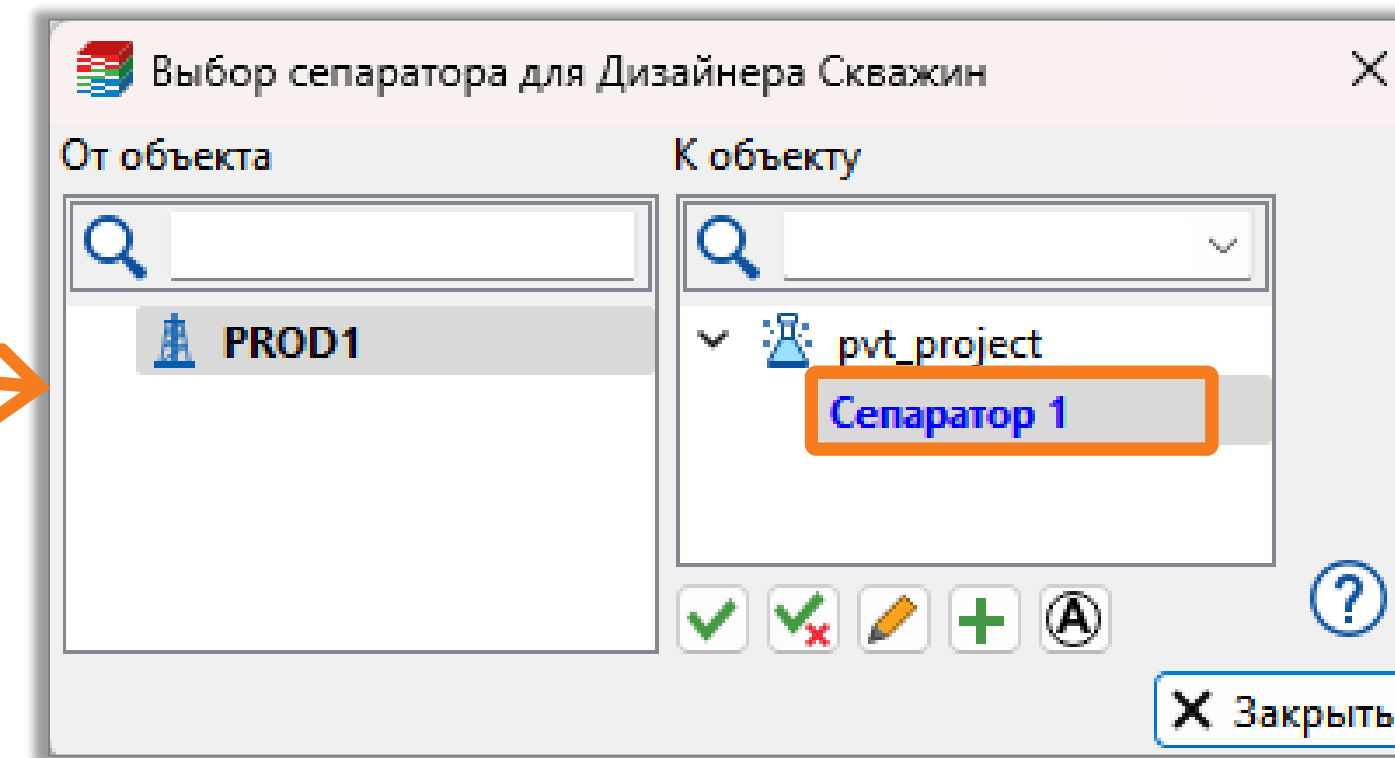 Выбор сепаратора для Дизайнера Скважин
От объекта
К объекту
PROD1
pvt_project
Сепаратор 1
A
?
Закрыть